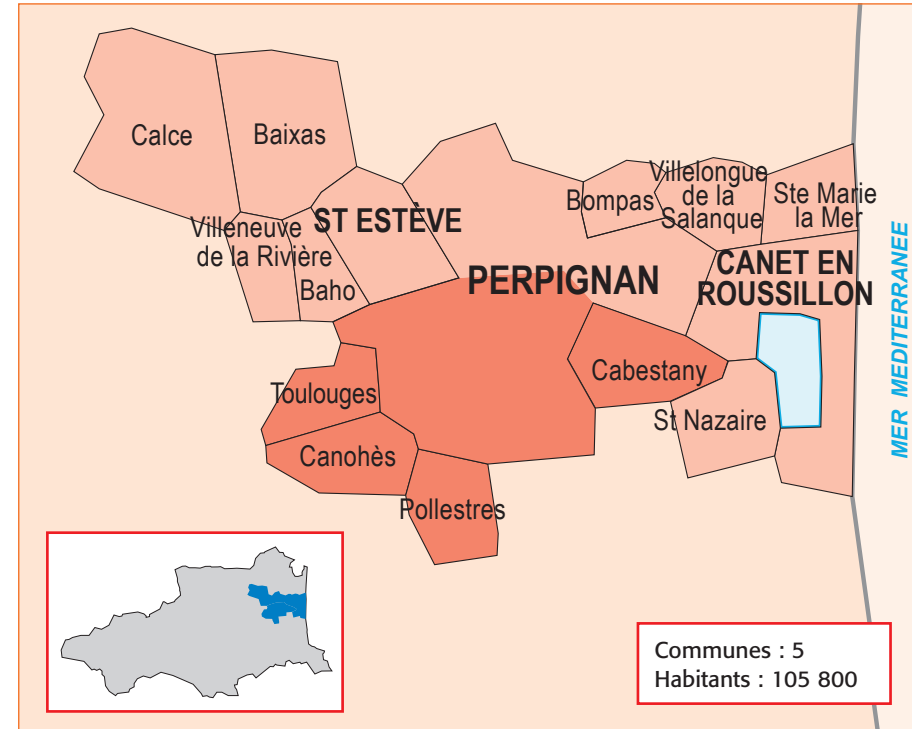 Calce
Baixas
Villeneuve
de la Rivière
ST ESTÈVE
Baho
Bompas
Villelongue
de la
Salanque
Ste Marie
la Mer
PERPIGNAN
CANET EN
ROUSSILLON
MER MEDITERRANEE
Cabestany
Toulouges
St Nazaire
Canohès
Pollestres
Communes : 5
Habitants : 105 800